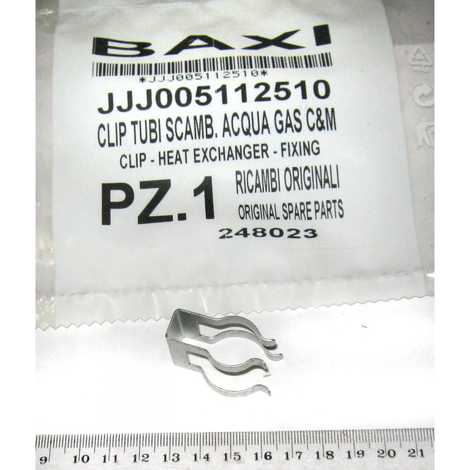 BAXI
*JJJ005112510*
JJJ005112510
CLIP TUBI SCAMB. ACQUA GAS C&M
CLIP - HEAT EXCHANGER - FIXING
PZ.1
RICAMBI ORIGINALI
ORIGINAL SPARE PARTS
248023
9 10 11 12 13 14 15 16 17 18 19 20 21